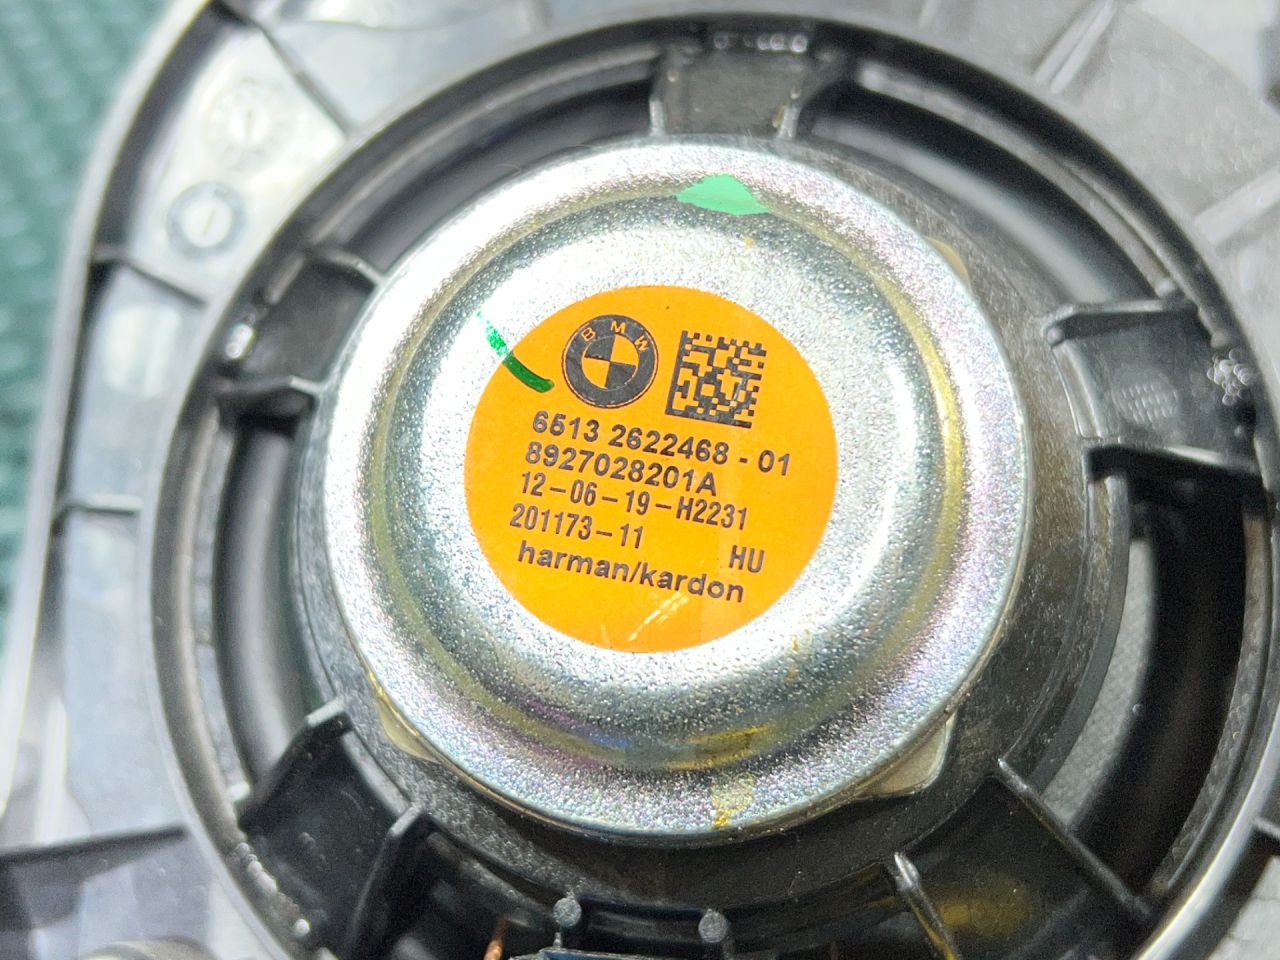 BMW
6513 2622468-01
8927028201A
12-06-19-H2231
201173-11 HU
harman/kardon